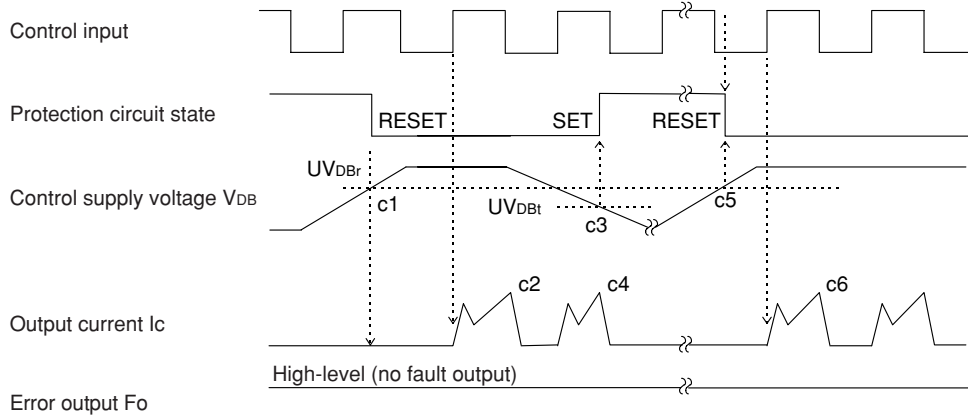 Control input
Protection circuit state
RESET
SET
RESET
UVDBr
Control supply voltage VDB
c1
UVDBt
c3
c5
c2
c4
c6
Output current Ic
High-level (no fault output)
Error output Fo